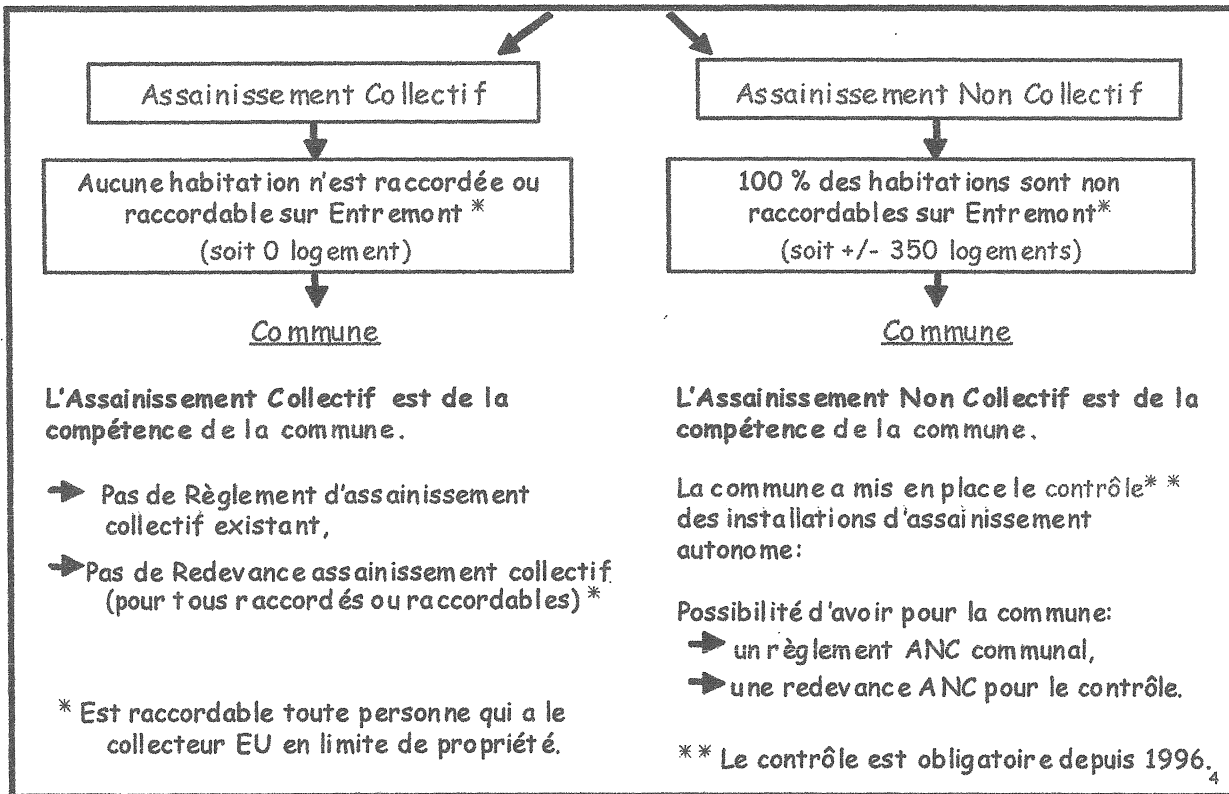 Assainissement Collectif
Aucune habitation n'est raccordée ou
raccordable sur Entremont *
(soit 0 logement)
Commune
L'Assainissement Collectif est de la
compétence de la commune.
Pas de Règlement d'assainissement
collectif existant,
Pas de Redevance assainissement collectif
(pour tous raccordés ou raccordables) *
* Est raccordable toute personne qui a le
collecteur EU en limite de propriété.
Assainissement Non Collectif
100 % des habitations sont non
raccordables sur Entremont*
(soit +/- 350 logements)
Commune
L'Assainissement Non Collectif est de la
compétence de la commune.
La commune a mis en place le contrôle* *
des installations d'assainissement
autonome:
Possibilité d'avoir pour la commune:
un règlement ANC communal,
une redevance ANC pour le contrôle.
* * Le contrôle est obligatoire depuis 1996.
4